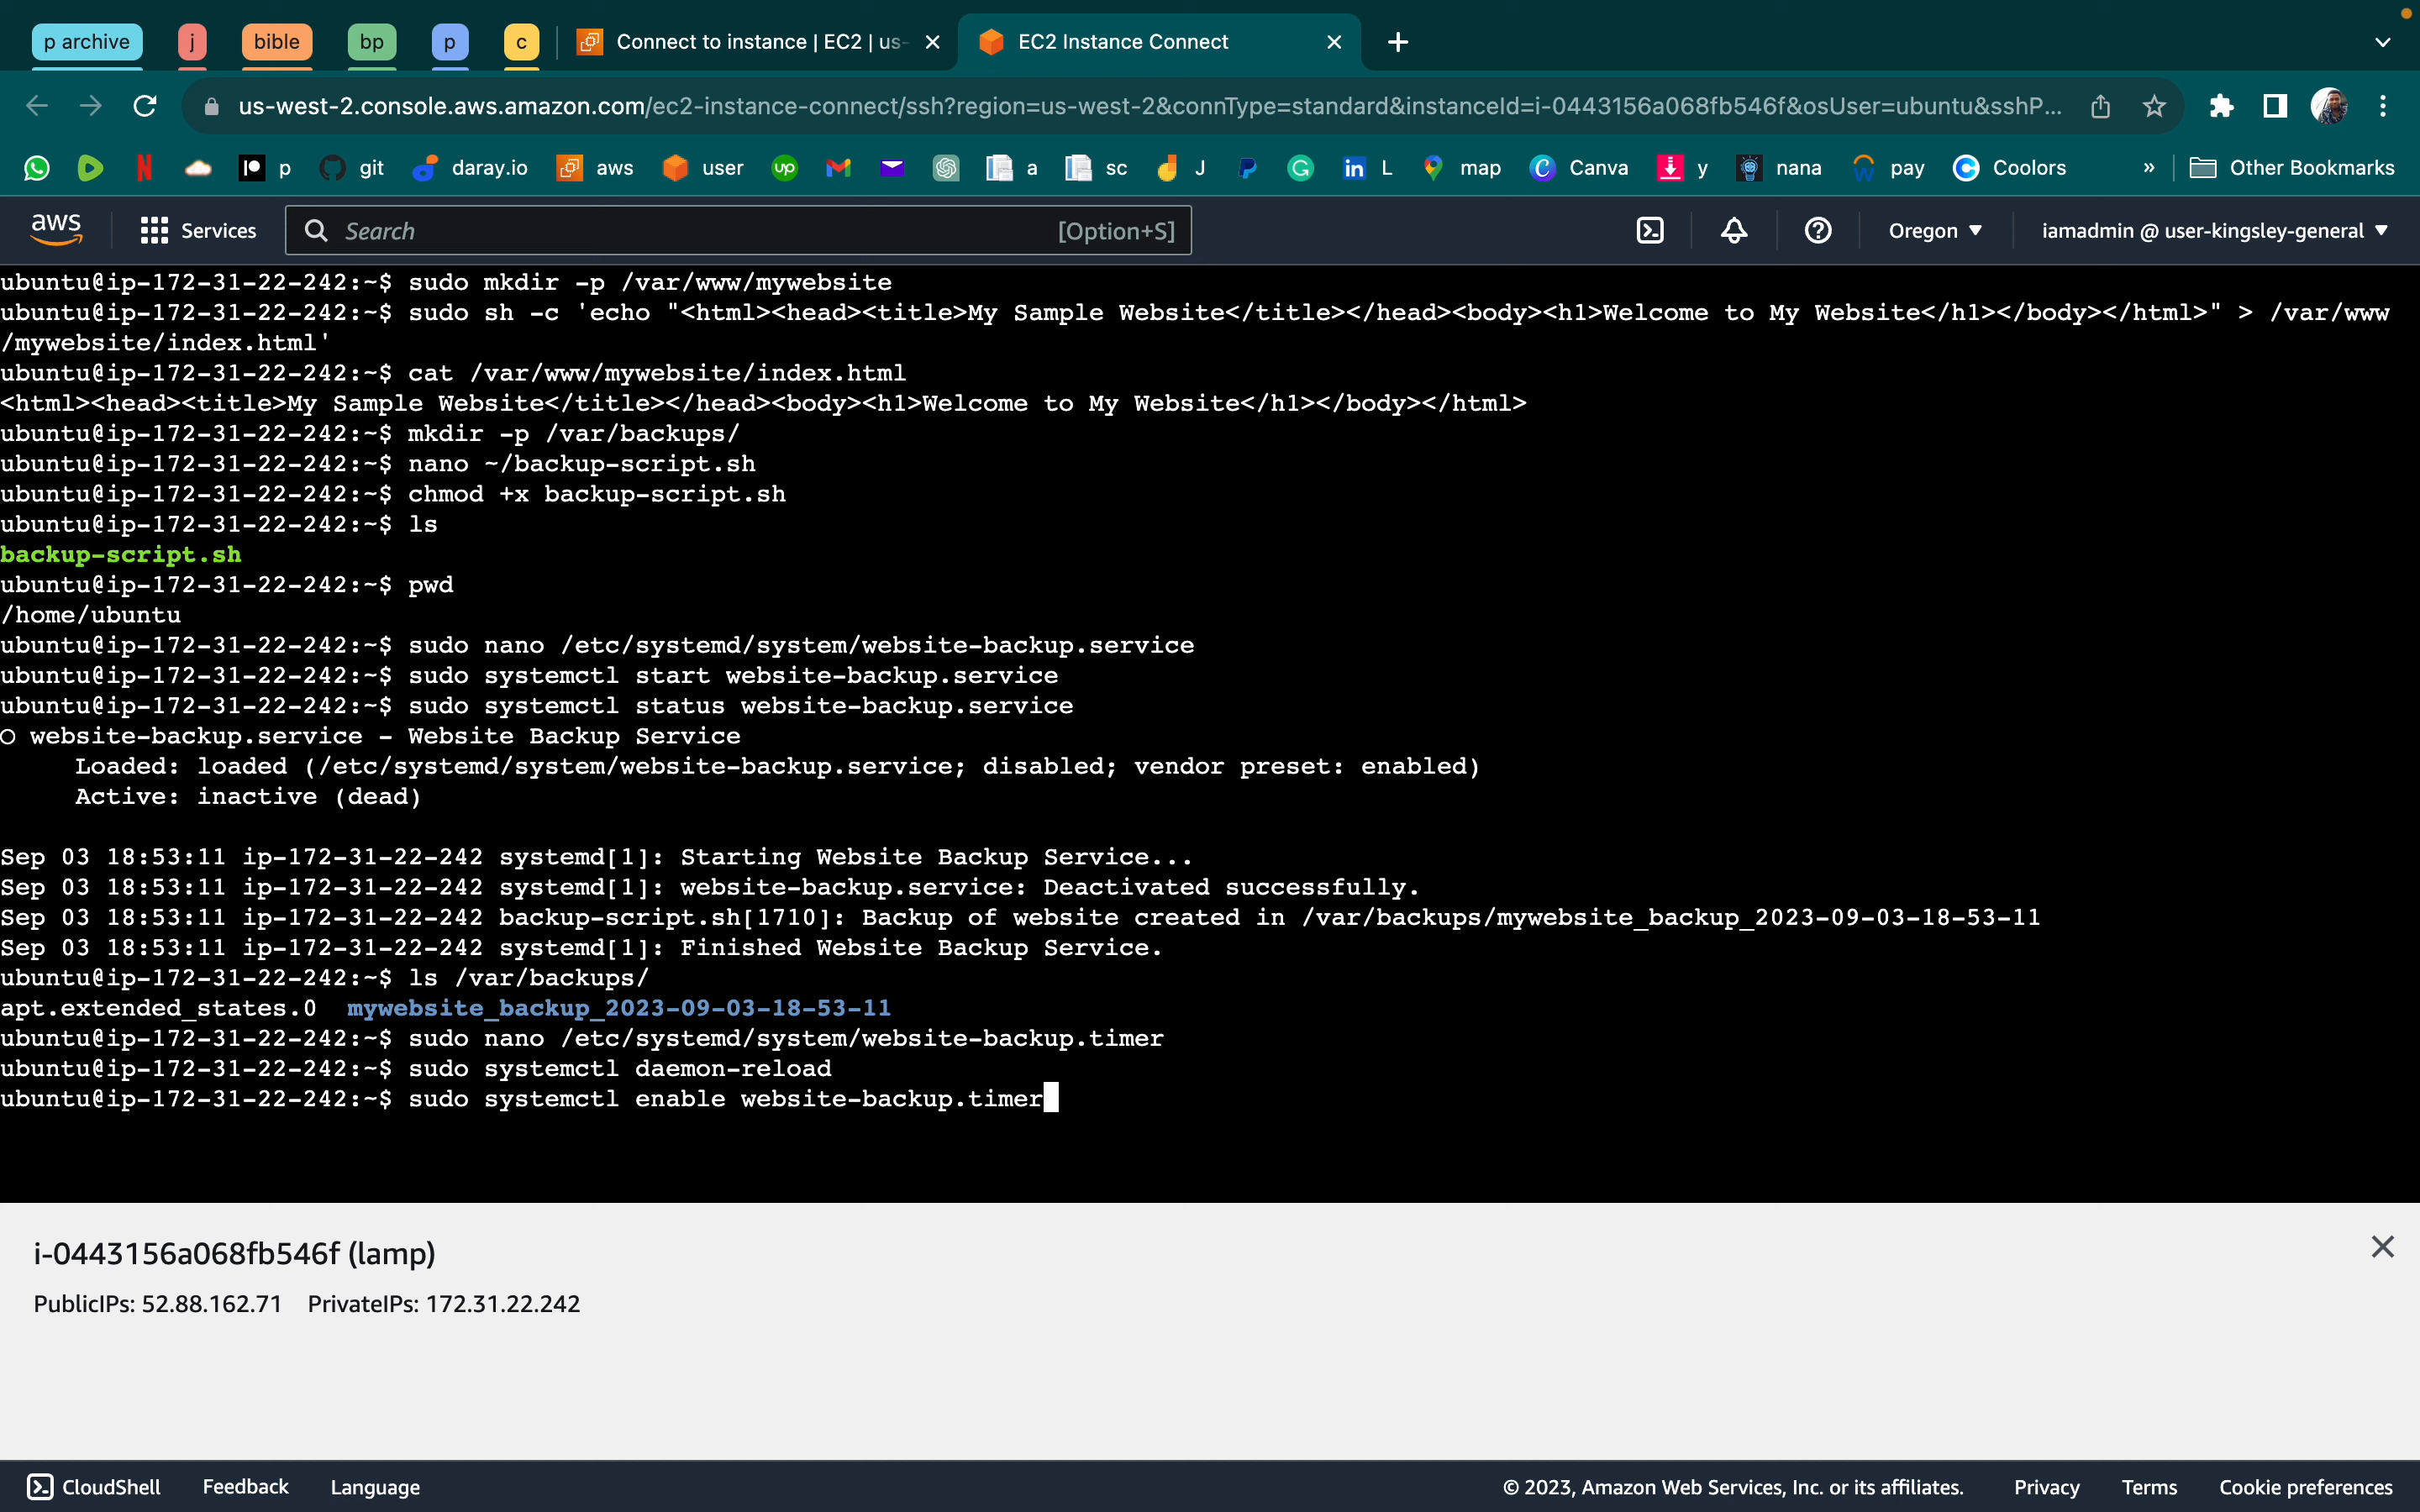 p archive j bible bp p c Connect to instance | EC2 | us- EC2 Instance Connect
us-west-2.console.aws.amazon.com/ec2-instance-connect/ssh?region=us-west-2&connType=standard&instanceId=i-0443156a068fb546f&osUser=ubuntu&sshP...
p git daray.io aws user up a sc J L map Canva y nana pay Coolors » Other Bookmarks
aws Services Search [Option+S] Oregon iamadmin @ user-kingsley-general
ubuntu@ip-172-31-22-242:~$ sudo mkdir -p /var/www/mywebsite
ubuntu@ip-172-31-22-242:~$ sudo sh -c 'echo "<html><head><title>My Sample Website</title></head><body><h1>Welcome to My Website</h1></body></html>" > /var/www
/mywebsite/index.html'
ubuntu@ip-172-31-22-242:~$ cat /var/www/mywebsite/index.html
<html><head><title>My Sample Website</title></head><body><h1>Welcome to My Website</h1></body></html>
ubuntu@ip-172-31-22-242:~$ mkdir -p /var/backups/
ubuntu@ip-172-31-22-242:~$ nano ~/backup-script.sh
ubuntu@ip-172-31-22-242:~$ chmod +x backup-script.sh
ubuntu@ip-172-31-22-242:~$ ls
backup-script.sh
ubuntu@ip-172-31-22-242:~$ pwd
/home/ubuntu
ubuntu@ip-172-31-22-242:~$ sudo nano /etc/systemd/system/website-backup.service
ubuntu@ip-172-31-22-242:~$ sudo systemctl start website-backup.service
ubuntu@ip-172-31-22-242:~$ sudo systemctl status website-backup.service
○ website-backup.service - Website Backup Service
Loaded: loaded (/etc/systemd/system/website-backup.service; disabled; vendor preset: enabled)
Active: inactive (dead)
Sep 03 18:53:11 ip-172-31-22-242 systemd[1]: Starting Website Backup Service...
Sep 03 18:53:11 ip-172-31-22-242 systemd[1]: website-backup.service: Deactivated successfully.
Sep 03 18:53:11 ip-172-31-22-242 backup-script.sh[1710]: Backup of website created in /var/backups/mywebsite_backup_2023-09-03-18-53-11
Sep 03 18:53:11 ip-172-31-22-242 systemd[1]: Finished Website Backup Service.
ubuntu@ip-172-31-22-242:~$ ls /var/backups/
apt.extended_states.0 mywebsite_backup_2023-09-03-18-53-11
ubuntu@ip-172-31-22-242:~$ sudo nano /etc/systemd/system/website-backup.timer
ubuntu@ip-172-31-22-242:~$ sudo systemctl daemon-reload
ubuntu@ip-172-31-22-242:~$ sudo systemctl enable website-backup.timer
i-0443156a068fb546f (lamp)
PublicIPs: 52.88.162.71 PrivateIPs: 172.31.22.242
CloudShell Feedback Language © 2023, Amazon Web Services, Inc. or its affiliates. Privacy Terms Cookie preferences